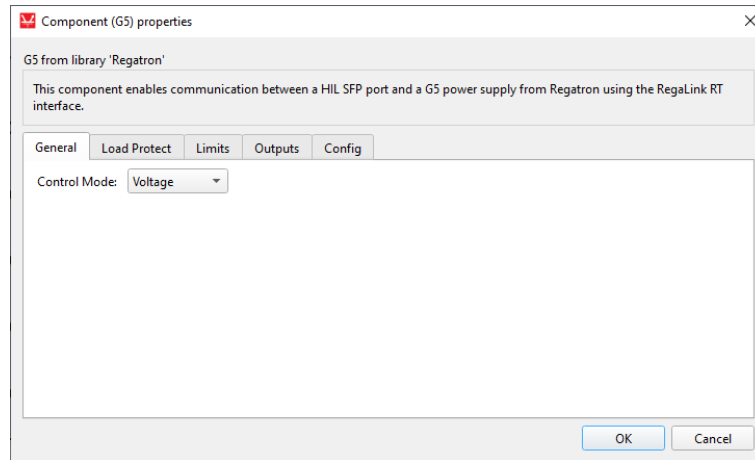 Component (G5) properties
G5 from library 'Regatron'
This component enables communication between a HIL SFP port and a G5 power supply from Regatron using the RegaLink RT
interface.
General Load Protect Limits Outputs Config
Control Mode: Voltage
OK Cancel